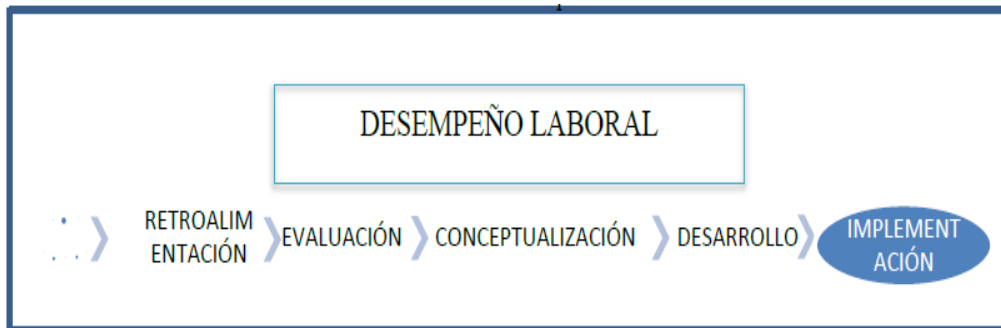 DESEMPEÑO LABORAL
RETROALIM
ENTACIÓN
EVALUACIÓN
CONCEPTUALIZACIÓN
DESARROLLO
IMPLEMENT
ACIÓN